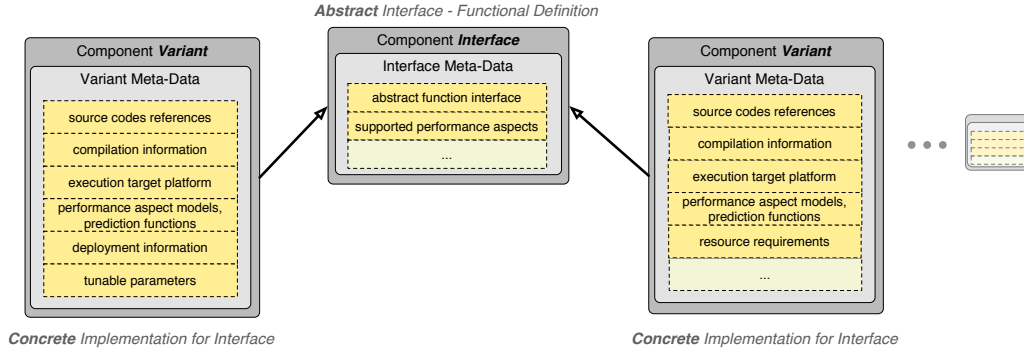 Abstract Interface - Functional Definition
Component Variant
Variant Meta-Data
source codes references
compilation information
execution target platform
performance aspect models,
prediction functions
deployment information
tunable parameters
Concrete Implementation for Interface
Component Interface
Interface Meta-Data
abstract function interface
supported performance aspects
...
Component Variant
Variant Meta-Data
source codes references
compilation information
execution target platform
performance aspect models,
prediction functions
resource requirements
...
Concrete Implementation for Interface